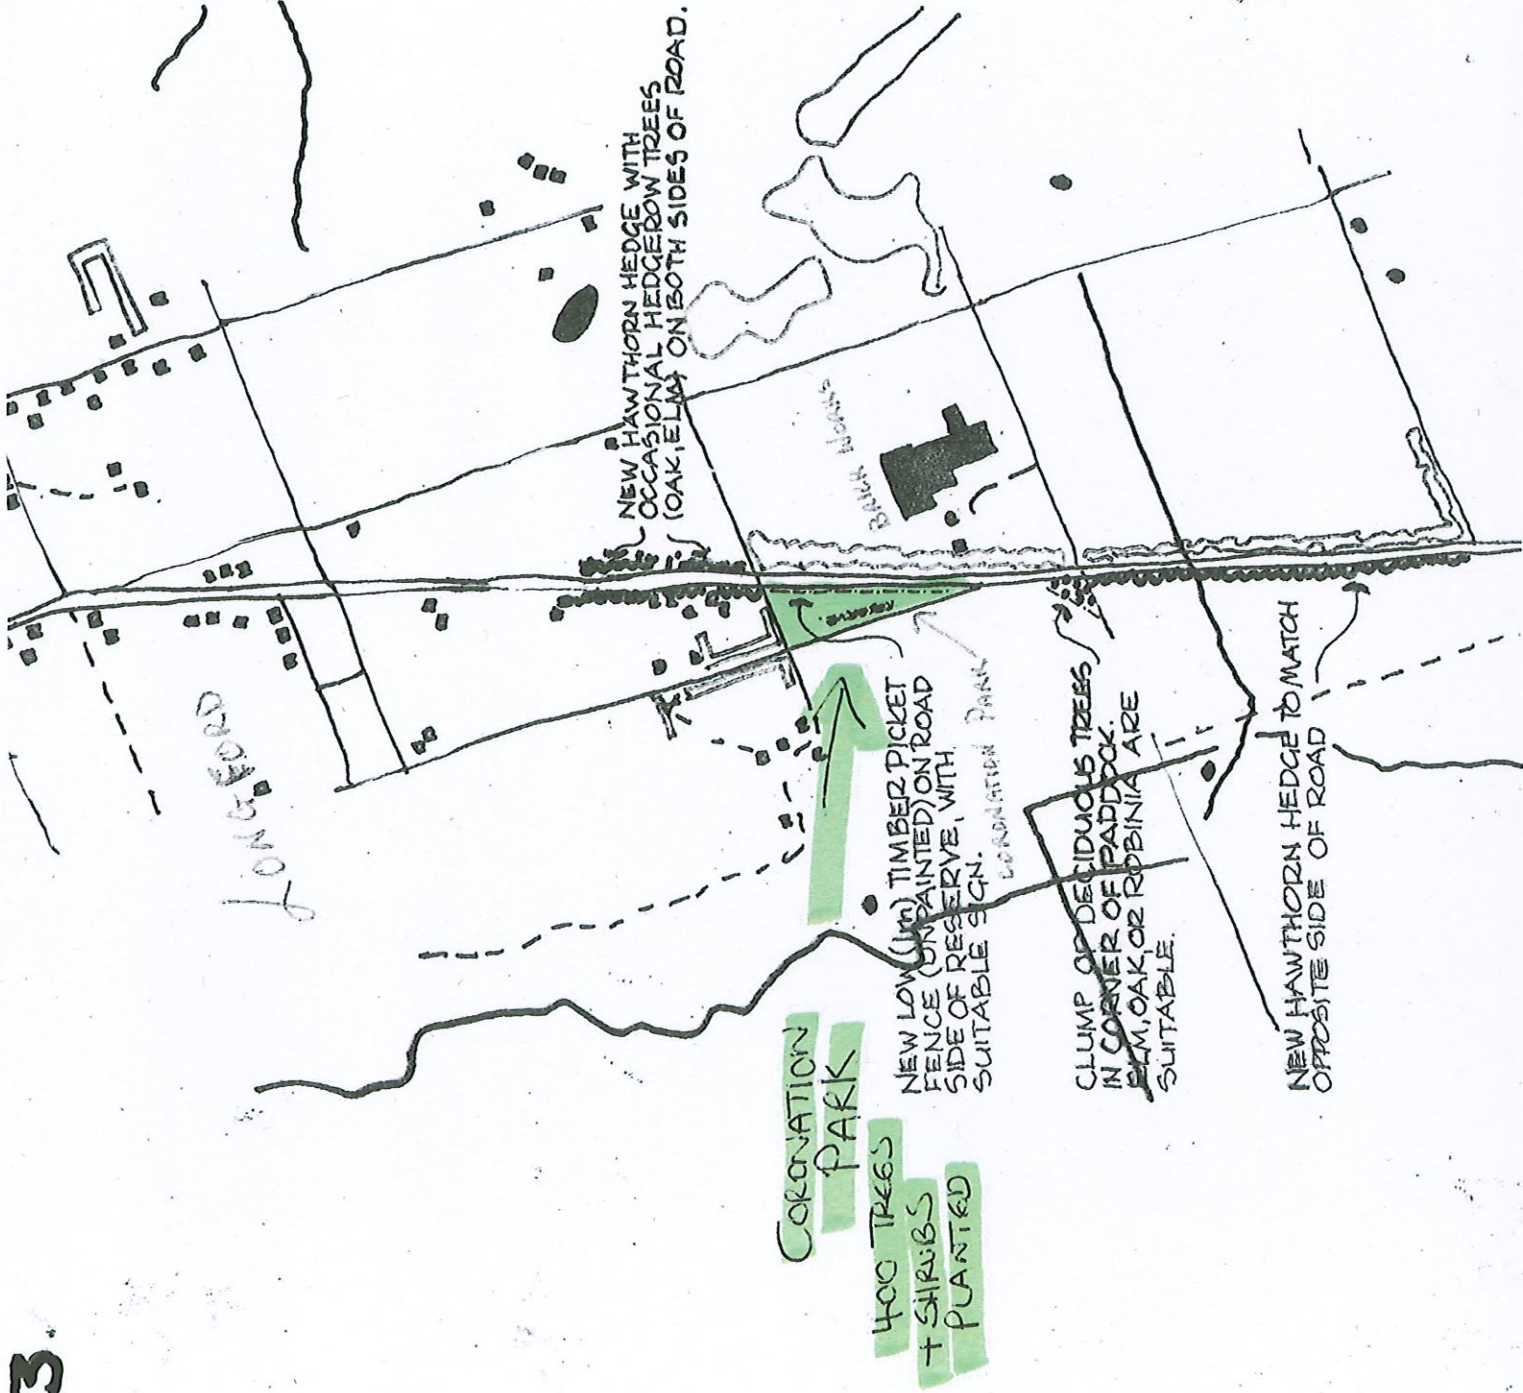 3.
LONGFORD
NEW HAWTHORN HEDGE WITH
OCCASIONAL HEDGEROW TREES
(OAK, ELM) ON BOTH SIDES OF ROAD.
BRICK WORKS
RESERVE
CORONATION PARK
NEW LOW (1m) TIMBER PICKET
FENCE (UNPAINTED) ON ROAD
SIDE OF RESERVE, WITH
SUITABLE SIGN.
CLUMP OF DECIDUOUS TREES
IN CORNER OF PADDOCK.
ELM, OAK, OR ROBINIA ARE
SUITABLE.
NEW HAWTHORN HEDGE TO MATCH
OPPOSITE SIDE OF ROAD
CORONATION
PARK
400 TREES
+ SHRUBS
PLANTED